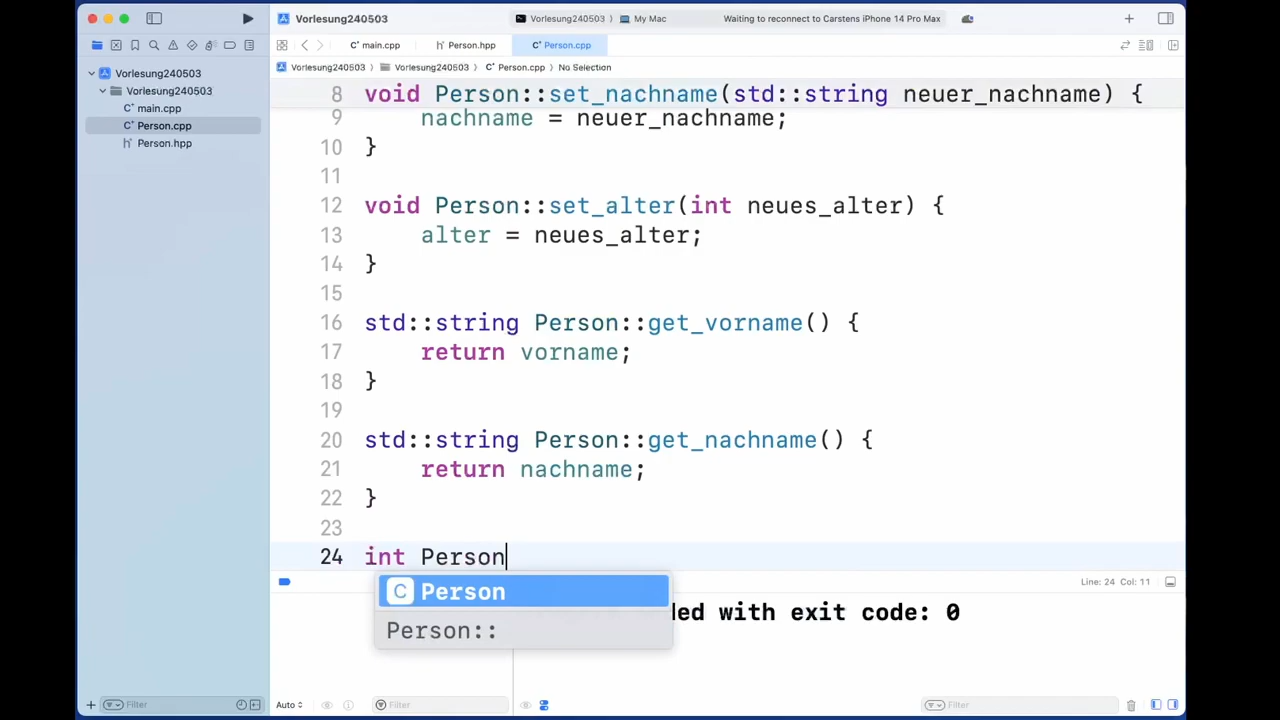 Vorlesung240503
Vorlesung240503 〉 My Mac
Waiting to reconnect to Carstens iPhone 14 Pro Max
main.cpp
Person.hpp
Person.cpp
Vorlesung240503 〉 Vorlesung240503 〉 Person.cpp 〉 No Selection
Vorlesung240503
Vorlesung240503
main.cpp
Person.cpp
Person.hpp
8 void Person::set_nachname(std::string neuer_nachname) {
9 nachname = neuer_nachname;
10 }
11
12 void Person::set_alter(int neues_alter) {
13 alter = neues_alter;
14 }
15
16 std::string Person::get_vorname() {
17 return vorname;
18 }
19
20 std::string Person::get_nachname() {
21 return nachname;
22 }
23
24 int Person
C Person
Person::
Line: 24 Col: 11
ded with exit code: 0
Filter
Auto
Filter
Filter